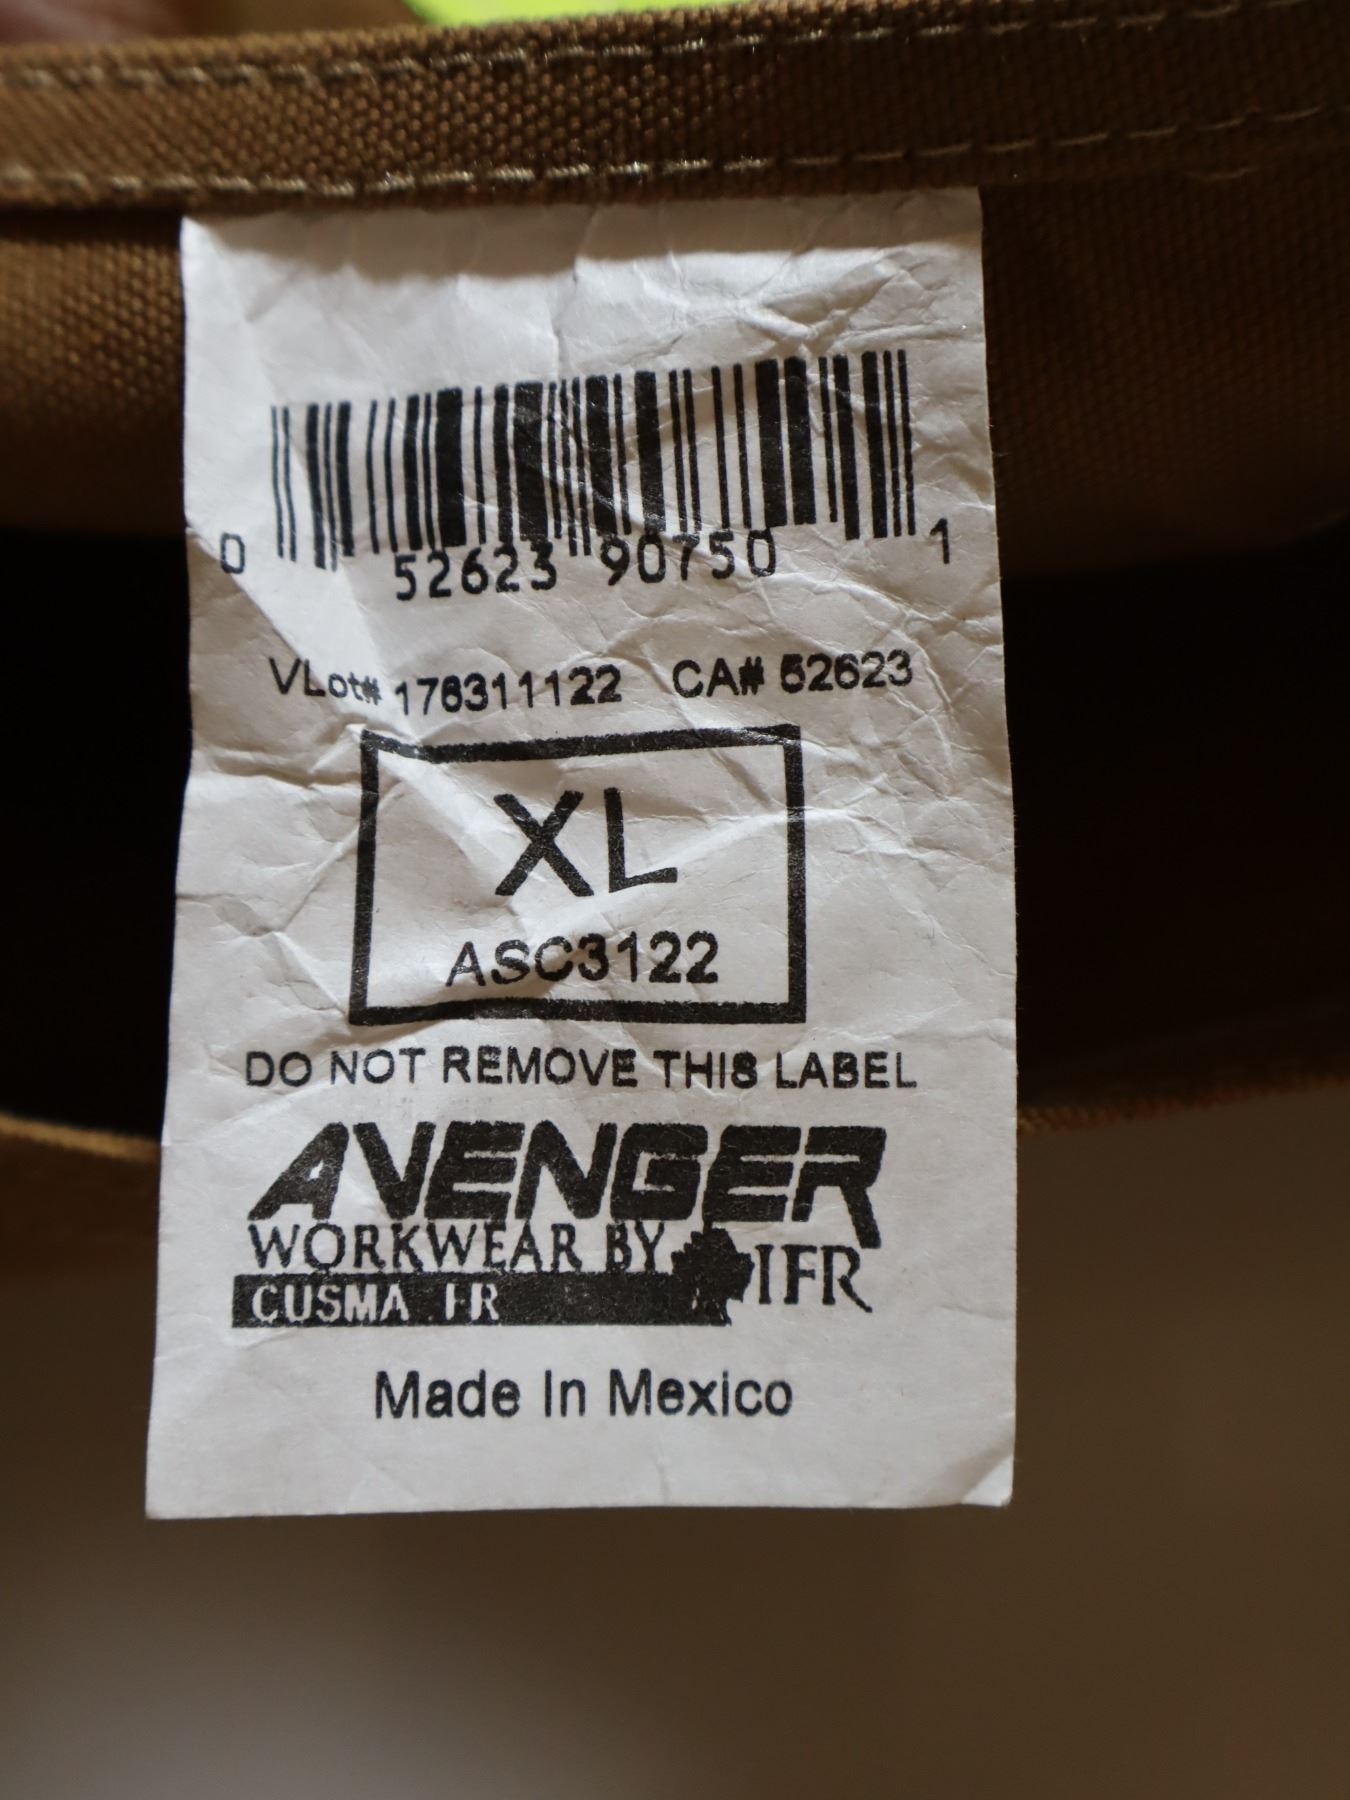 0 52623 90750 1
VLot# 176311122 CA# 52623
XL
ASC3122
DO NOT REMOVE THIS LABEL
AVENGER
WORKWEAR BY IFR
CUSMA FR
Made In Mexico